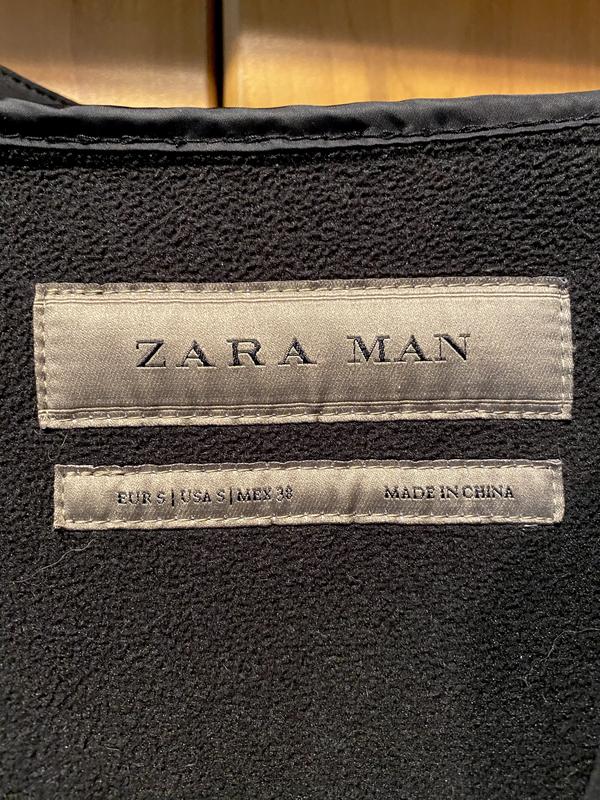 ZARA MAN
EUR S | USA S | MEX 38 MADE IN CHINA